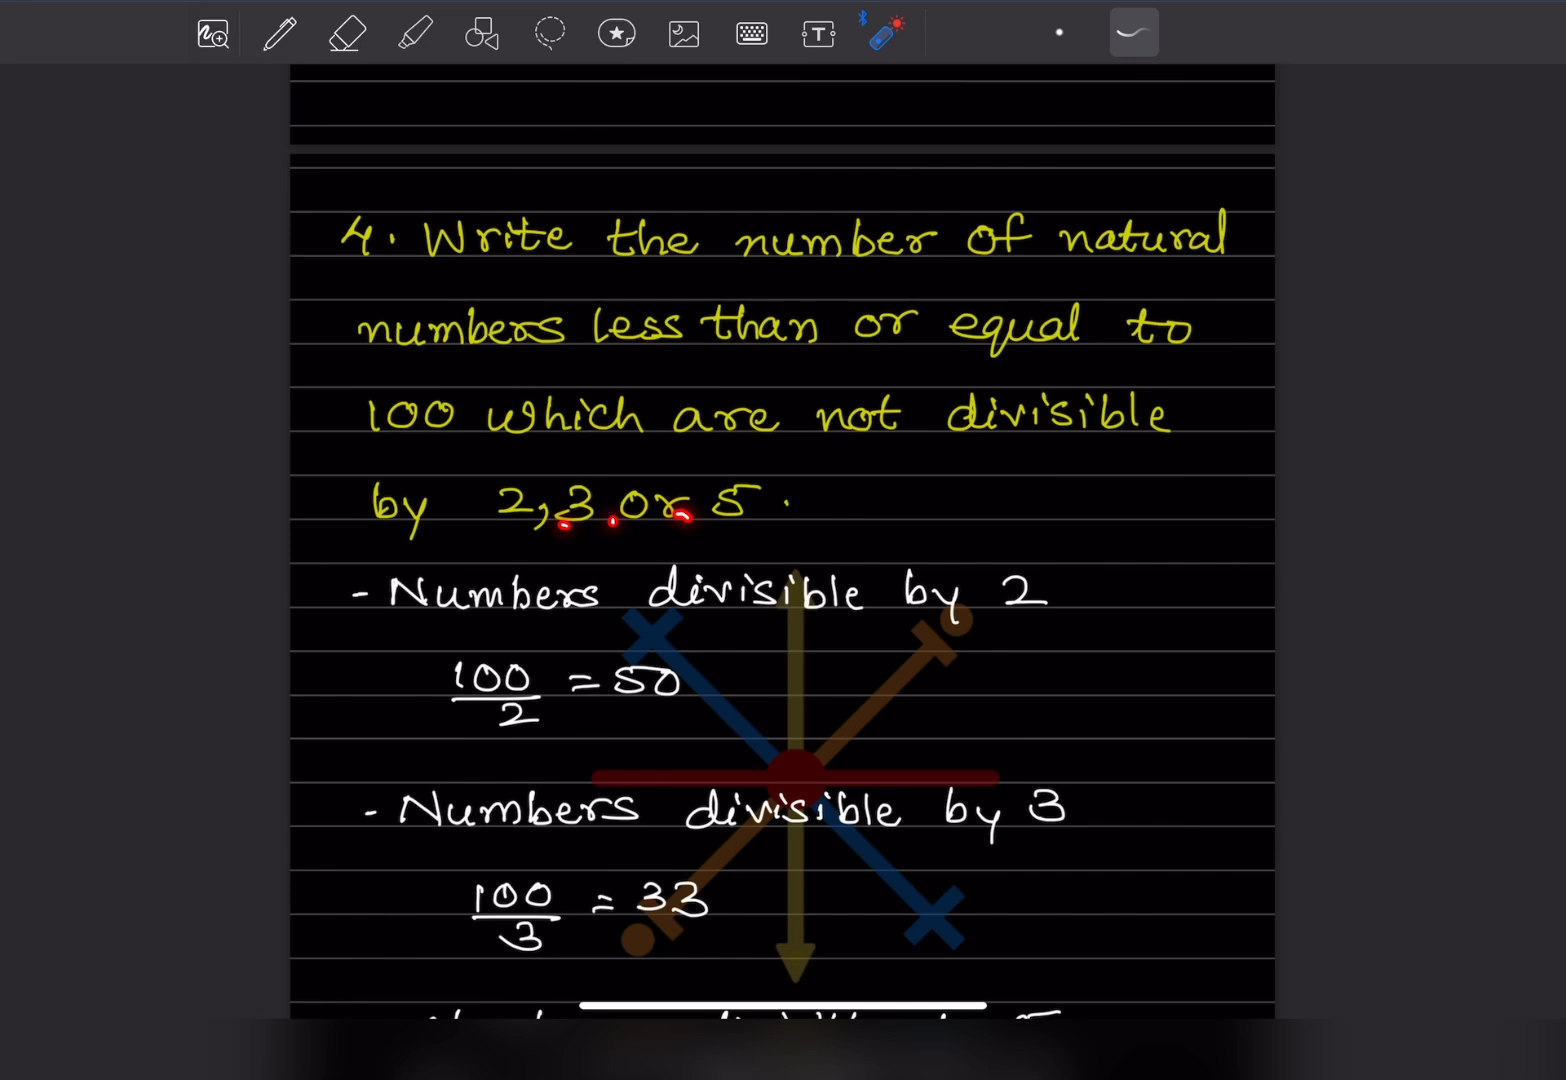 4. Write the number of natural
numbers less than or equal to
100 which are not divisible
by 2,3 or 5.
- Numbers divisible by 2
100/2 = 50
- Numbers divisible by 3
100/3 = 33